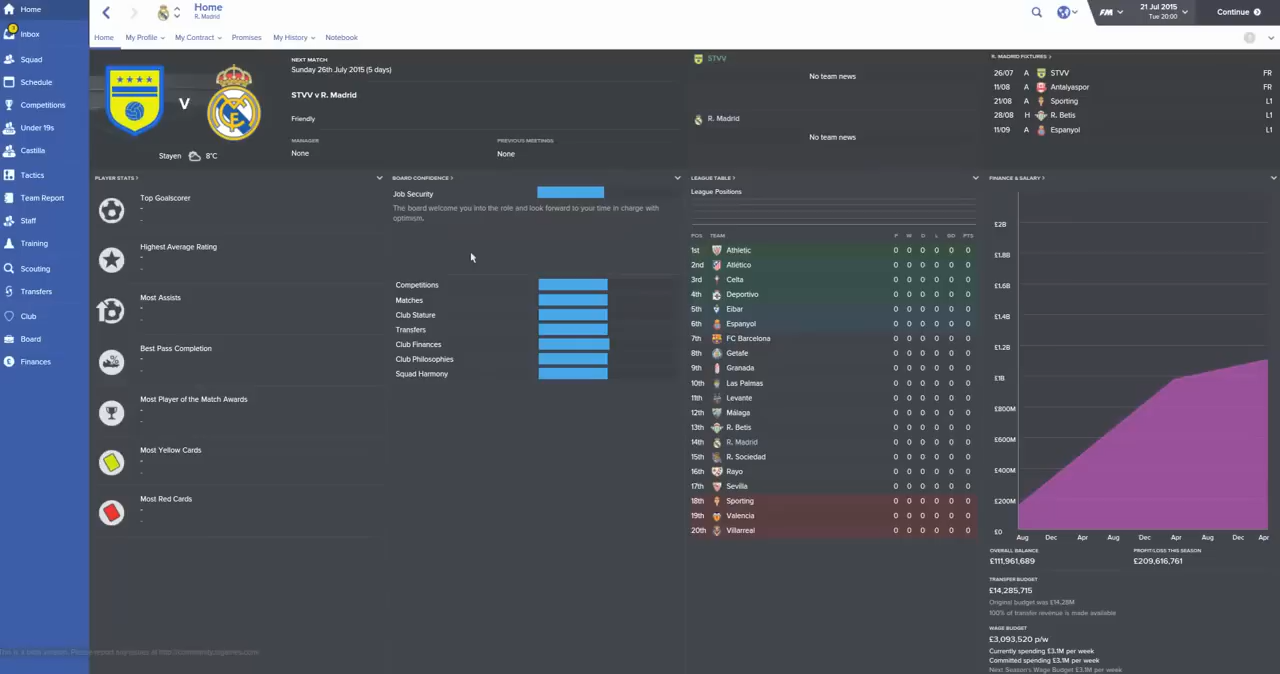 Home
Home
R. Madrid
FM
21 Jul 2015
Tue 20:00
Continue
Home
My Profile
My Contract
Promises
My History
Notebook
Inbox
Squad
Schedule
Competitions
Under 19s
Castilla
Tactics
Team Report
Staff
Training
Scouting
Transfers
Club
Board
Finances
V
Stayen 8°C
NEXT MATCH
Sunday 26th July 2015 (5 days)
STVV v R. Madrid
Friendly
MANAGER
None
PREVIOUS MEETINGS
None
STVV
No team news
R. Madrid
No team news
R. MADRID FIXTURES
26/07 A STVV FR
11/08 A Antalyaspor FR
21/08 A Sporting L1
28/08 H R. Betis L1
11/09 A Espanyol L1
PLAYER STATS
Top Goalscorer
-
-
Highest Average Rating
-
-
Most Assists
-
-
Best Pass Completion
-
-
Most Player of the Match Awards
-
-
Most Yellow Cards
-
-
Most Red Cards
-
-
BOARD CONFIDENCE
Job Security
The board welcome you into the role and look forward to your time in charge with
optimism.
Competitions
Matches
Club Stature
Transfers
Club Finances
Club Philosophies
Squad Harmony
LEAGUE TABLE
League Positions
POS TEAM P W D L GD PTS
1st Athletic 0 0 0 0 0 0
2nd Atlético 0 0 0 0 0 0
3rd Celta 0 0 0 0 0 0
4th Deportivo 0 0 0 0 0 0
5th Eibar 0 0 0 0 0 0
6th Espanyol 0 0 0 0 0 0
7th FC Barcelona 0 0 0 0 0 0
8th Getafe 0 0 0 0 0 0
9th Granada 0 0 0 0 0 0
10th Las Palmas 0 0 0 0 0 0
11th Levante 0 0 0 0 0 0
12th Málaga 0 0 0 0 0 0
13th R. Betis 0 0 0 0 0 0
14th R. Madrid 0 0 0 0 0 0
15th R. Sociedad 0 0 0 0 0 0
16th Rayo 0 0 0 0 0 0
17th Sevilla 0 0 0 0 0 0
18th Sporting 0 0 0 0 0 0
19th Valencia 0 0 0 0 0 0
20th Villarreal 0 0 0 0 0 0
FINANCE & SALARY
£2B
£1.8B
£1.6B
£1.4B
£1.2B
£1B
£800M
£600M
£400M
£200M
£0
Aug Dec Apr Aug Dec Apr Aug Dec Apr
OVERALL BALANCE
£111,961,689
PROFIT/LOSS THIS SEASON
£209,616,761
TRANSFER BUDGET
£14,285,715
Original budget was £14.28M
100% of transfer revenue is made available
WAGE BUDGET
£3,093,520 p/w
Currently spending £3.1M per week
Committed spending £3.1M per week
Next Season's Wage Budget £3.1M per week